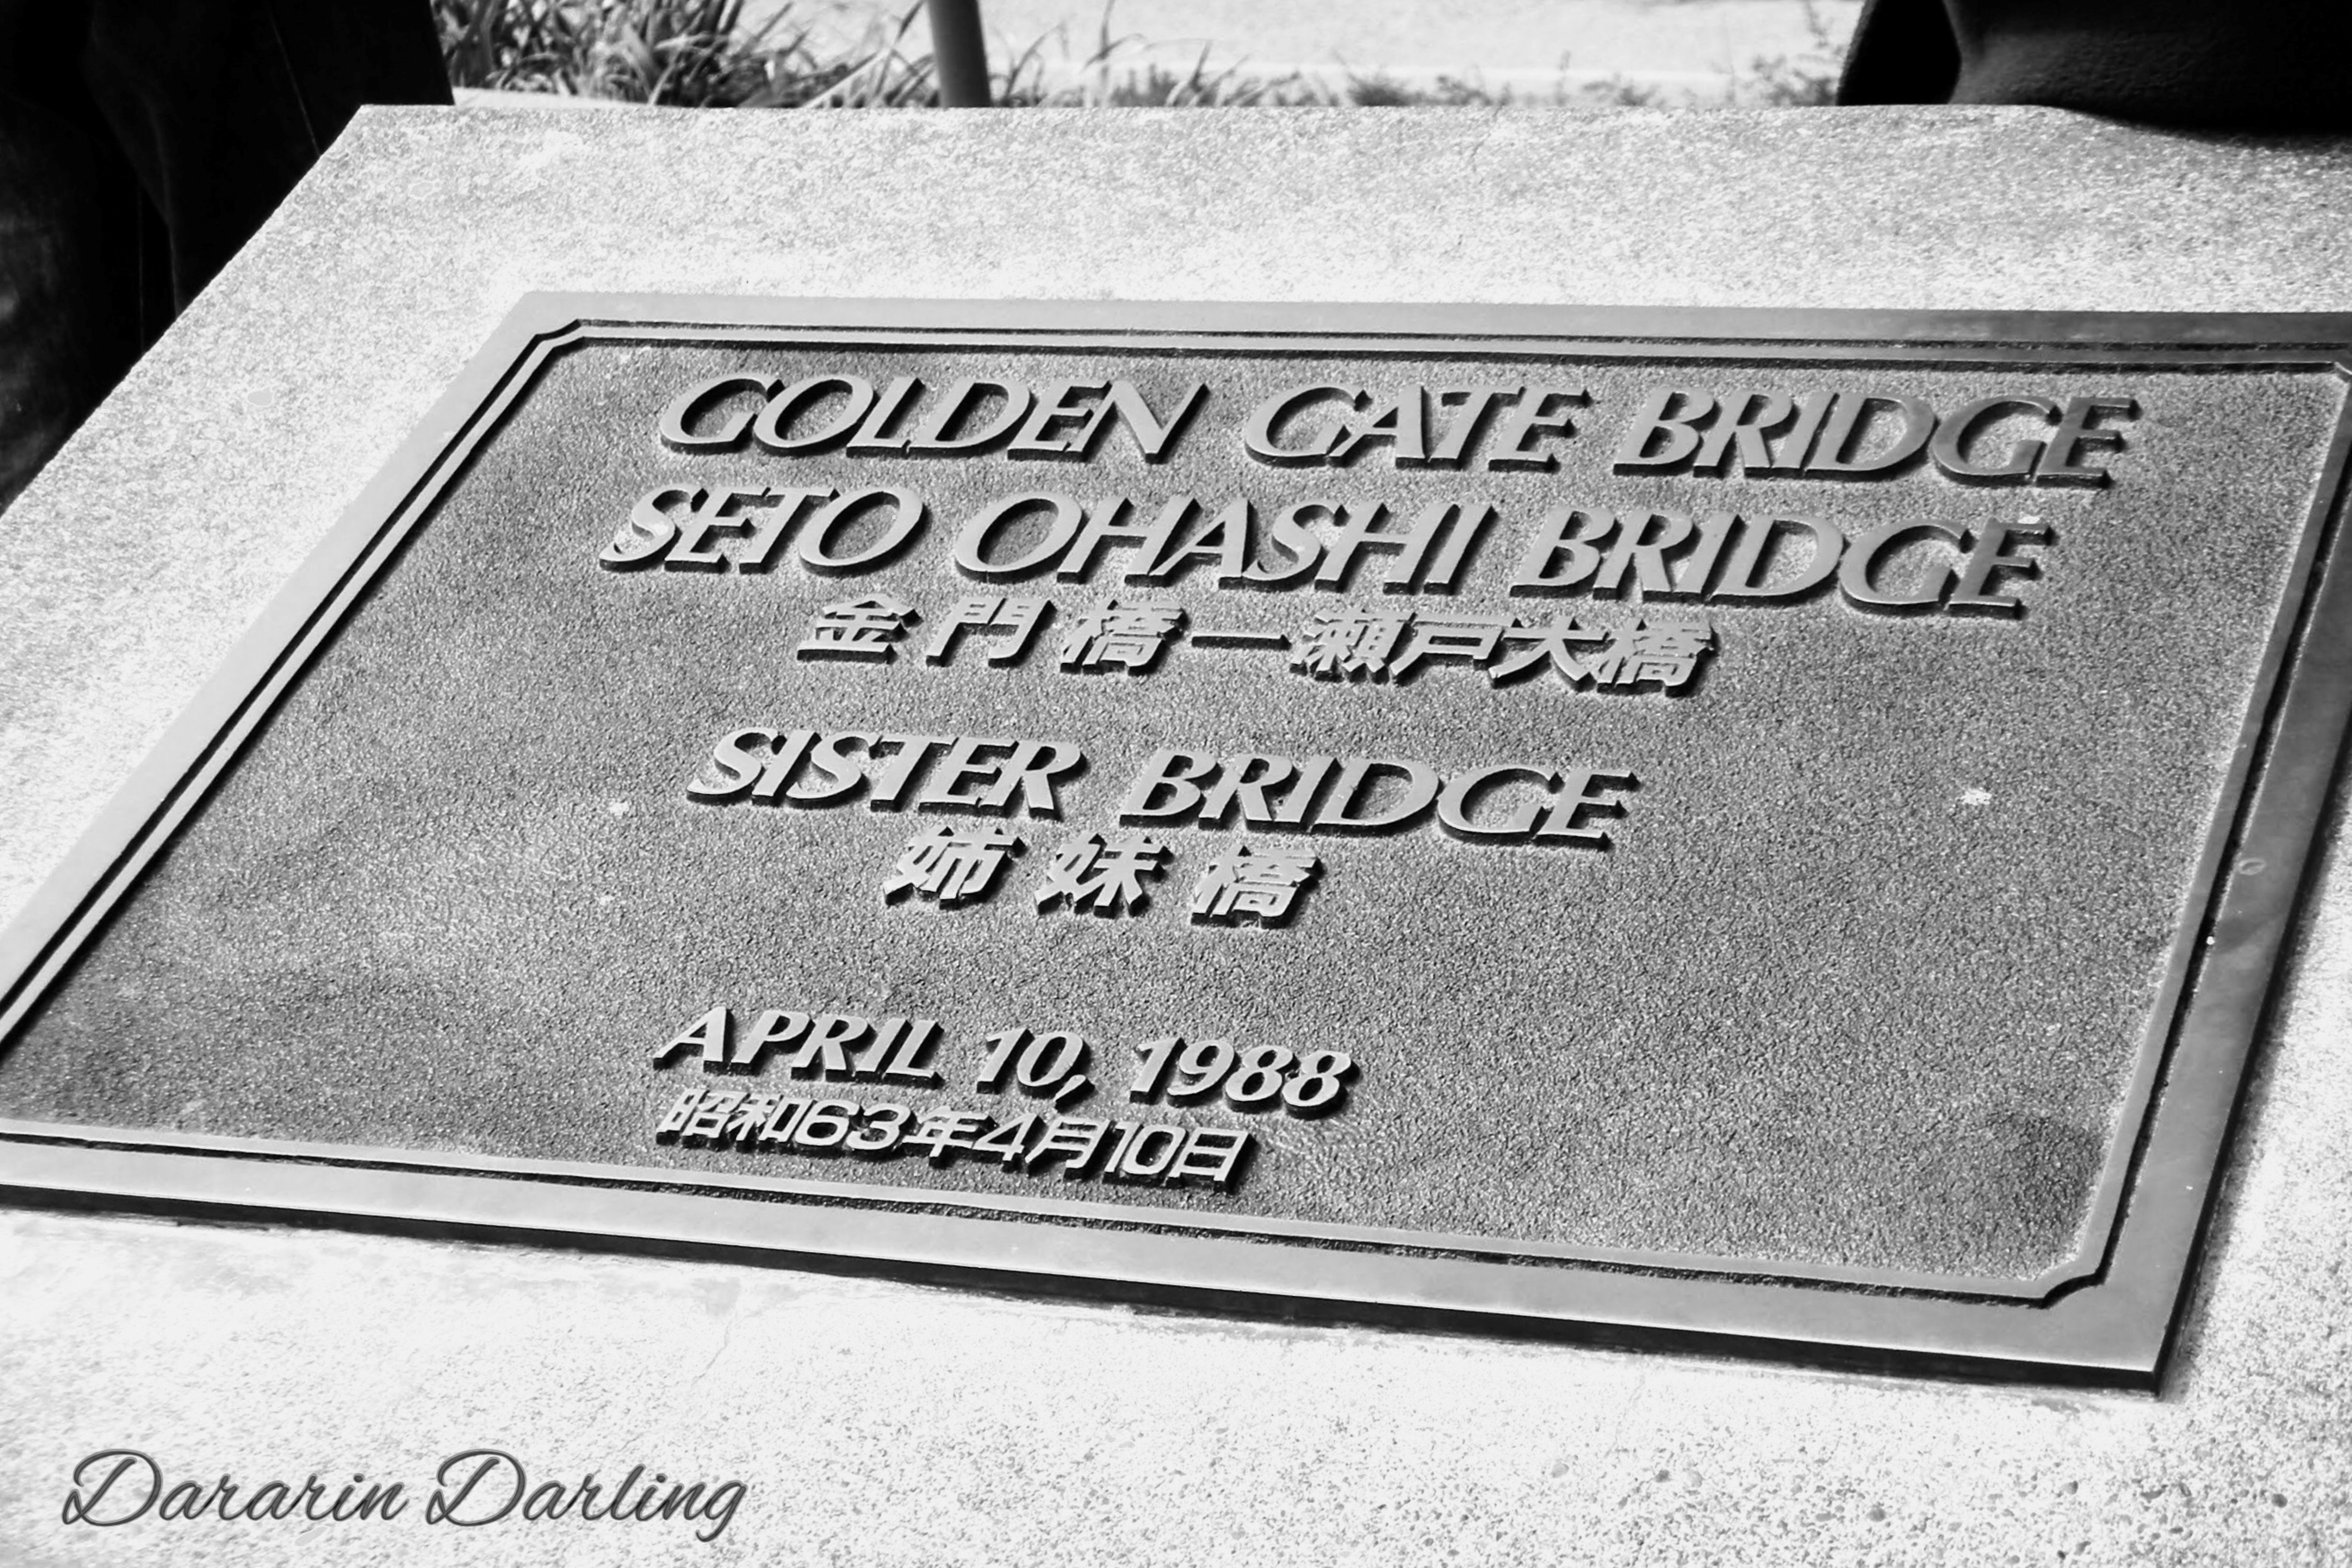 GOLDEN GATE BRIDGE
SETO OHASHI BRIDGE
金門橋—瀬戸大橋
SISTER BRIDGE
姉妹橋
APRIL 10, 1988
昭和63年4月10日
Dararin Darling